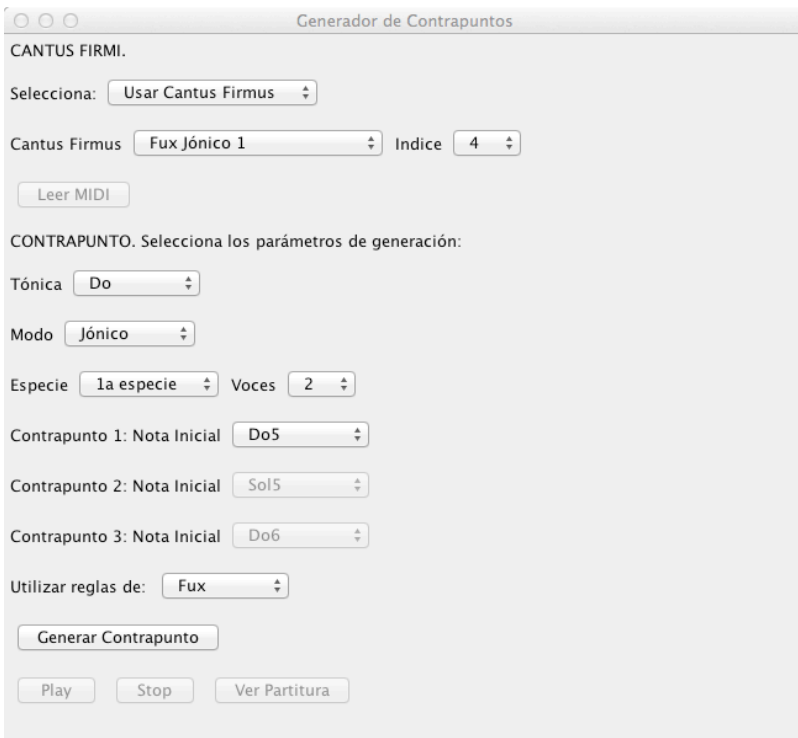 Generador de Contrapuntos
CANTUS FIRMI.
Selecciona: Usar Cantus Firmus
Cantus Firmus Fux Jónico 1 Indice 4
Leer MIDI
CONTRAPUNTO. Selecciona los parámetros de generación:
Tónica Do
Modo Jónico
Especie 1a especie Voces 2
Contrapunto 1: Nota Inicial Do5
Contrapunto 2: Nota Inicial Sol5
Contrapunto 3: Nota Inicial Do6
Utilizar reglas de: Fux
Generar Contrapunto
Play Stop Ver Partitura